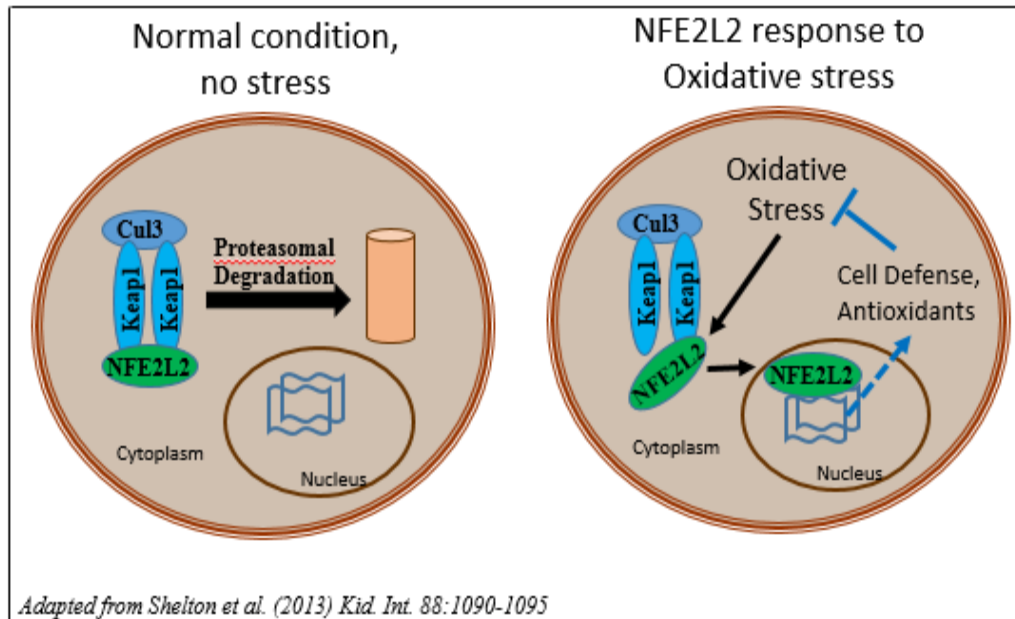 Normal condition,
no stress
Cul3
Keap1
Keap1
NFE2L2
Proteasomal
Degradation
Cytoplasm
Nucleus
NFE2L2 response to
Oxidative stress
Oxidative
Stress
Cul3
Keap1
Keap1
NFE2L2
NFE2L2
Cell Defense,
Antioxidants
Cytoplasm
Nucleus
Adapted from Shelton et al. (2013) Kid. Int. 88:1090-1095